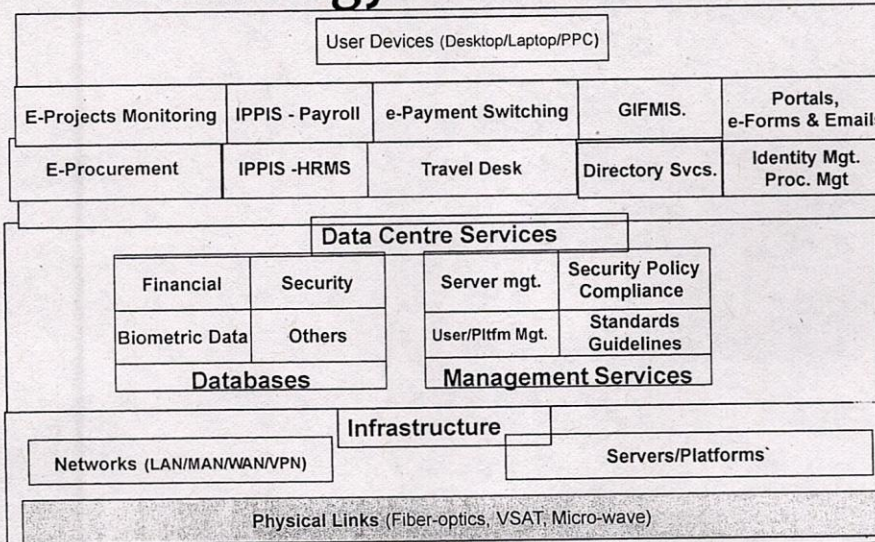 User Devices (Desktop/Laptop/PPC)
E-Projects Monitoring
IPPIS - Payroll
e-Payment Switching
GIFMIS.
Portals,
e-Forms & Emails
E-Procurement
IPPIS -HRMS
Travel Desk
Directory Svcs.
Identity Mgt.
Proc. Mgt
Data Centre Services
Financial
Security
Biometric Data
Others
Databases
Server mgt.
Security Policy
Compliance
User/Pltfm Mgt.
Standards
Guidelines
Management Services
Infrastructure
Networks (LAN/MAN/WAN/VPN)
Servers/Platforms`
Physical Links (Fiber-optics, VSAT, Micro-wave)